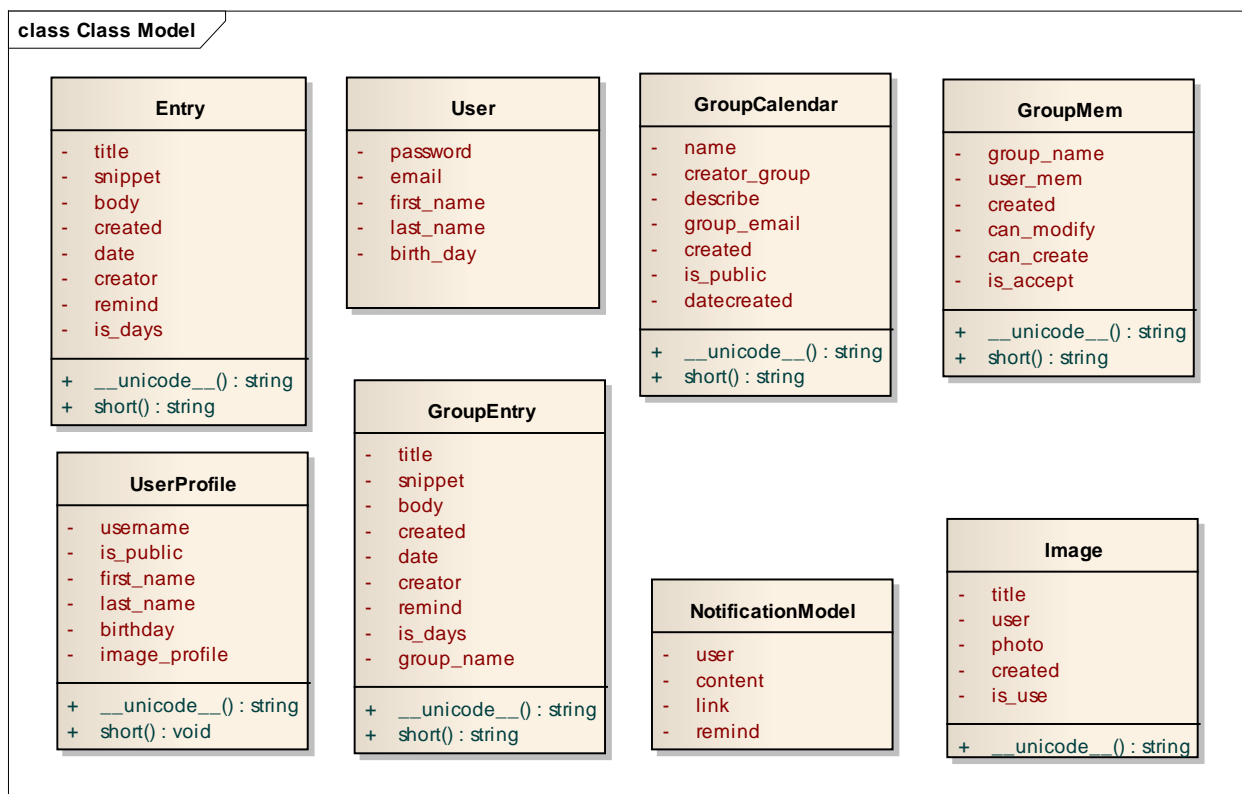 class Class Model
Entry
- title
- snippet
- body
- created
- date
- creator
- remind
- is_days
+ __unicode__() : string
+ short() : string
User
- password
- email
- first_name
- last_name
- birth_day
GroupCalendar
- name
- creator_group
- describe
- group_email
- created
- is_public
- datecreated
+ __unicode__() : string
+ short() : string
GroupMem
- group_name
- user_mem
- created
- can_modify
- can_create
- is_accept
+ __unicode__() : string
+ short() : string
UserProfile
- username
- is_public
- first_name
- last_name
- birthday
- image_profile
+ __unicode__() : string
+ short() : void
GroupEntry
- title
- snippet
- body
- created
- date
- creator
- remind
- is_days
- group_name
+ __unicode__() : string
+ short() : string
NotificationModel
- user
- content
- link
- remind
Image
- title
- user
- photo
- created
- is_use
+ __unicode__() : string